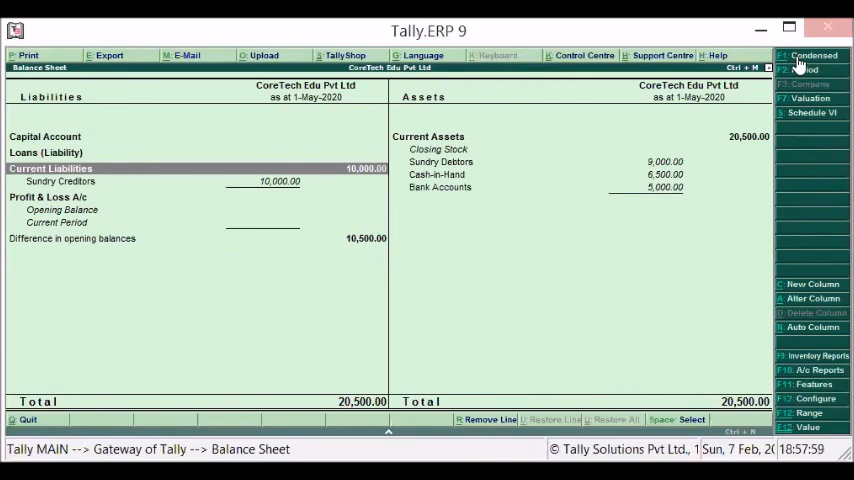 Tally.ERP 9
P: Print E: Export M: E-Mail O: Upload S: TallyShop G: Language K: Keyboard K: Control Centre H: Support Centre H: Help
F1: Condensed
Balance Sheet CoreTech Edu Pvt Ltd Ctrl + M
F2:
F3: Company
CoreTech Edu Pvt Ltd CoreTech Edu Pvt Ltd
Liabilities as at 1-May-2020 Assets as at 1-May-2020
F7: Valuation
S: Schedule VI
Capital Account Current Assets 20,500.00
Loans (Liability) Closing Stock
Current Liabilities 10,000.00 Sundry Debtors 9,000.00
Sundry Creditors 10,000.00 Cash-in-Hand 6,500.00
Profit & Loss A/c Bank Accounts 5,000.00
Opening Balance
Current Period
Difference in opening balances 10,500.00
C: New Column
A: Alter Column
D: Delete Column
N: Auto Column
F9: Inventory Reports
F10: A/c Reports
F11: Features
F12: Configure
F12: Range
F12: Value
Total 20,500.00 Total 20,500.00
Q: Quit R: Remove Line U: Restore Line U: Restore All Space: Select
Ctrl + N
Tally MAIN --> Gateway of Tally --> Balance Sheet © Tally Solutions Pvt Ltd., 1 Sun, 7 Feb, 20 18:57:59